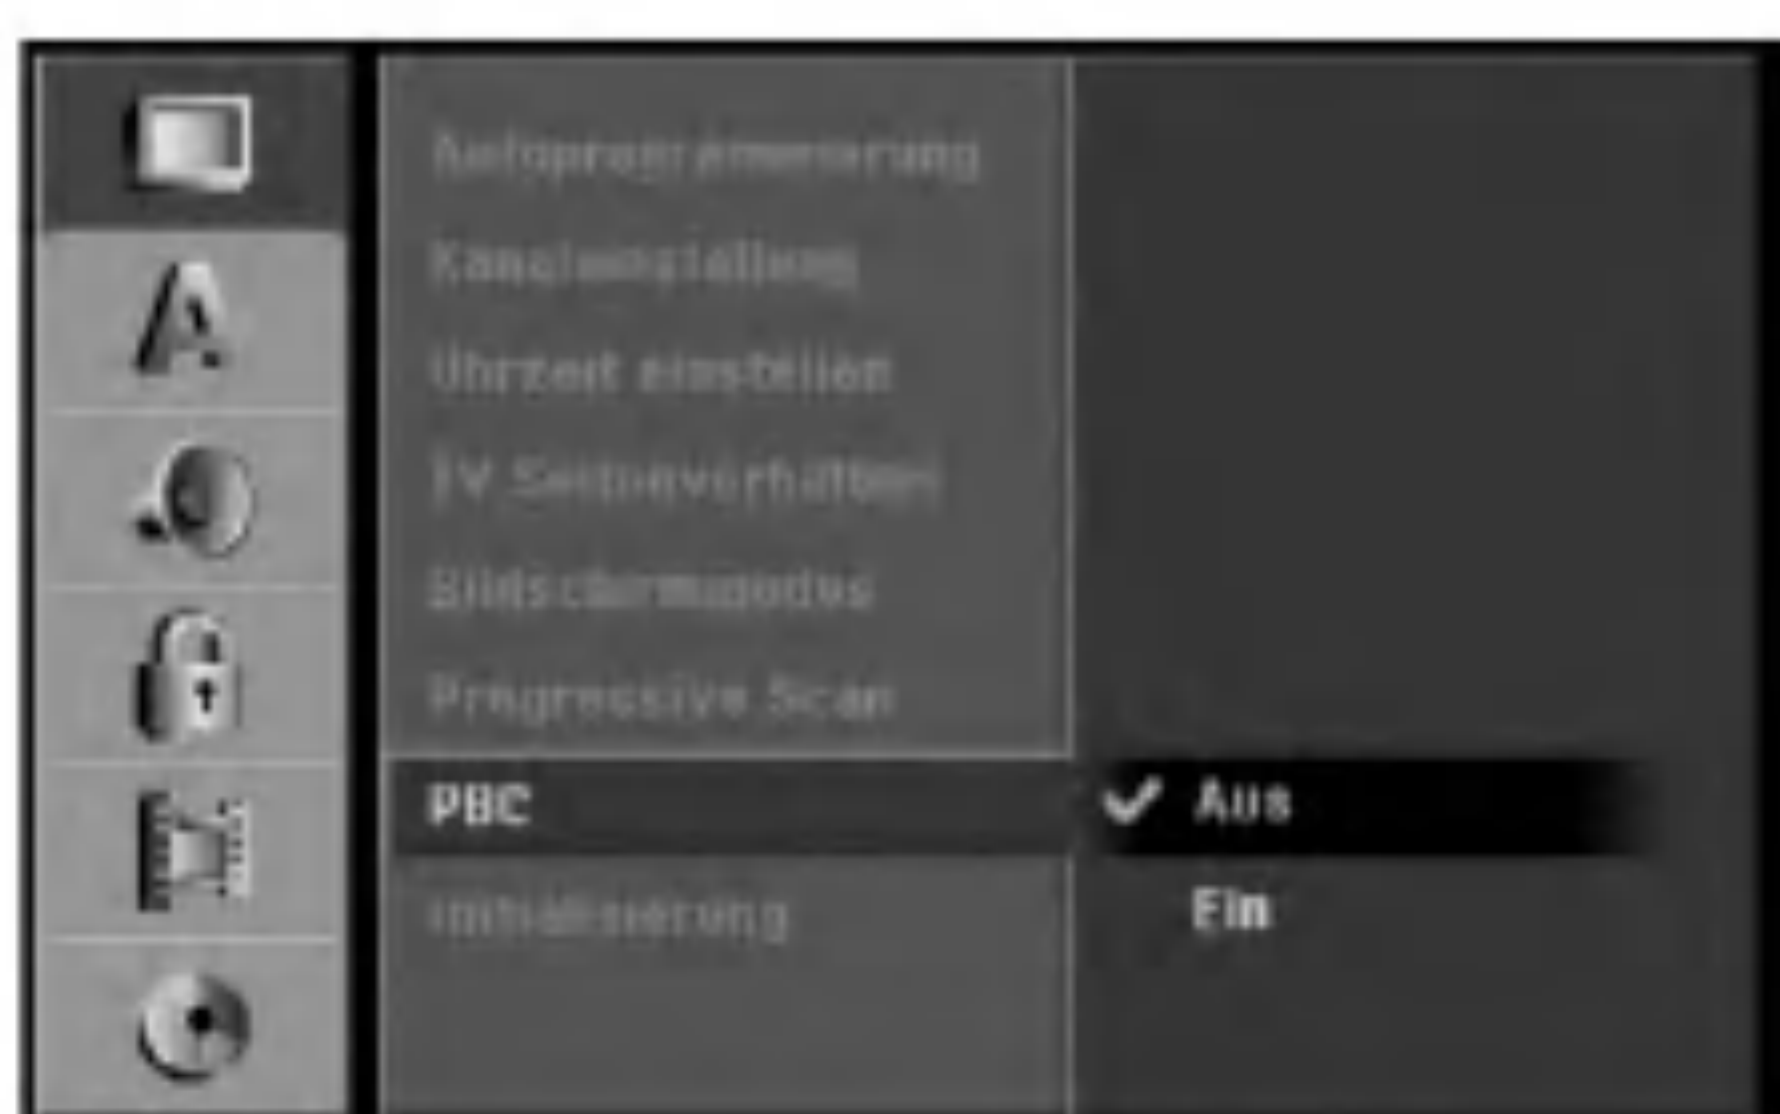 Autoprogrammierung
Kanaleinstellung
Uhrzeit einstellen
TV Seitenverhältnis
Bildschirmmodus
Progressive Scan
PBC
Aus
Initialisierung
Ein